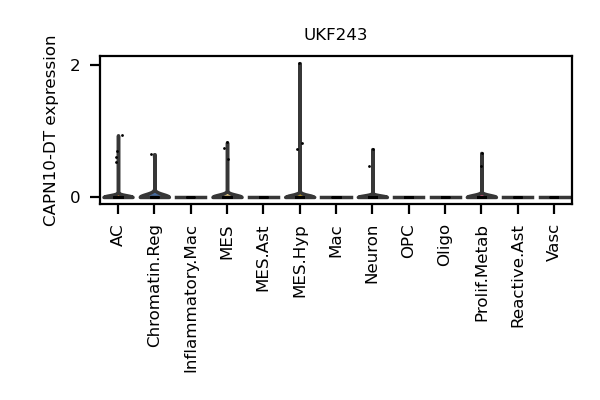 UKF243
CAPN10-DT expression
2
0
AC
Chromatin.Reg
Inflammatory.Mac
MES
MES.Ast
MES.Hyp
Mac
Neuron
OPC
Oligo
Prolif.Metab
Reactive.Ast
Vasc